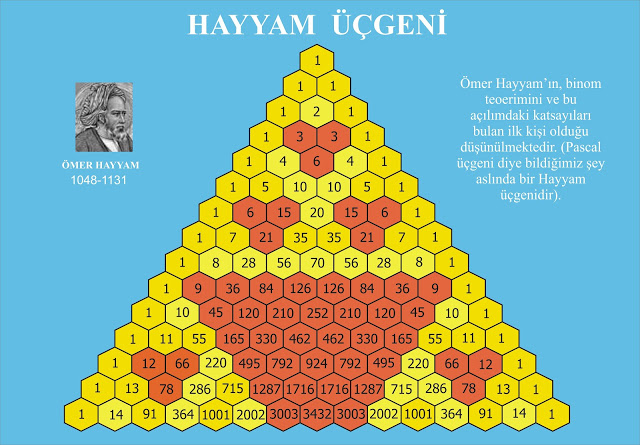 HAYYAM ÜÇGENİ
ÖMER HAYYAM
1048-1131
Ömer Hayyam’ın, binom
teoerimini ve bu
açılımdaki katsayıları
bulan ilk kişi olduğu
düşünülmektedir. (Pascal
üçgeni diye bildiğimiz şey
aslında bir Hayyam
üçgenidir).
1
1 1
1 2 1
1 3 3 1
1 4 6 4 1
1 5 10 10 5 1
1 6 15 20 15 6 1
1 7 21 35 35 21 7 1
1 8 28 56 70 56 28 8 1
1 9 36 84 126 126 84 36 9 1
1 10 45 120 210 252 210 120 45 10 1
1 11 55 165 330 462 462 330 165 55 11 1
1 12 66 220 495 792 924 792 495 220 66 12 1
1 13 78 286 715 1287 1716 1716 1287 715 286 78 13 1
1 14 91 364 1001 2002 3003 3432 3003 2002 1001 364 91 14 1